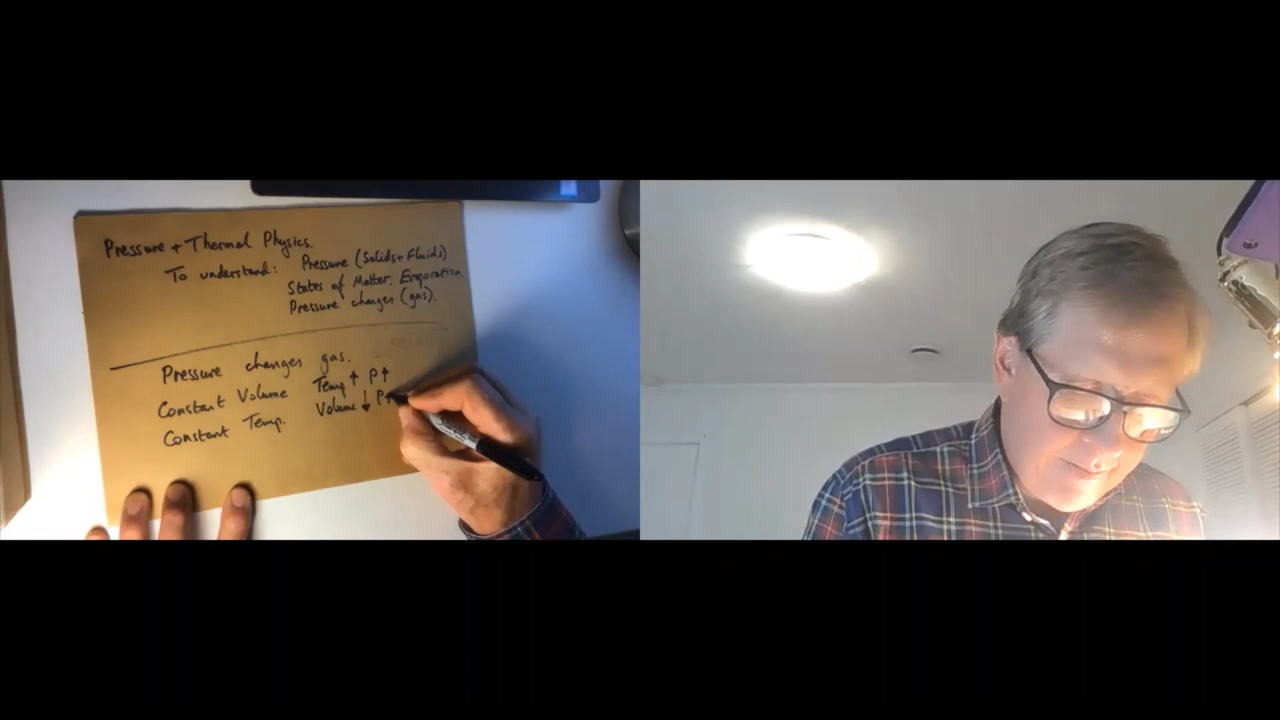 Pressure + Thermal Physics.
To understand: Pressure (Solids + Fluids)
States of Matter. Evaporation
Pressure changes (gas).
Pressure changes gas.
Constant Volume Temp ↑ P↑
Constant Temp. Volume ↓ P↑